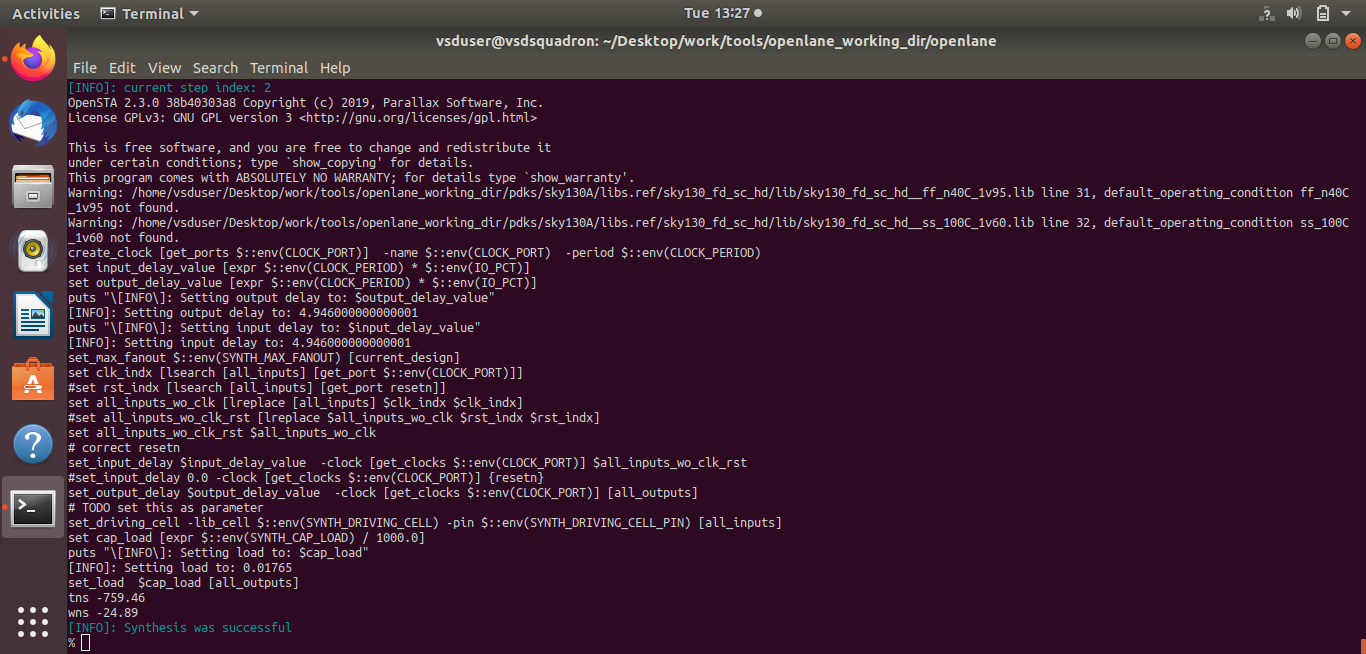 Activities
Terminal
Tue 13:27
vsduser@vsdsquadron: ~/Desktop/work/tools/openlane_working_dir/openlane
File Edit View Search Terminal Help
[INFO]: current step index: 2
OpenSTA 2.3.0 38b40303a8 Copyright (c) 2019, Parallax Software, Inc.
License GPLv3: GNU GPL version 3 <http://gnu.org/licenses/gpl.html>
This is free software, and you are free to change and redistribute it
under certain conditions; type `show_copying' for details.
This program comes with ABSOLUTELY NO WARRANTY; for details type `show_warranty'.
Warning: /home/vsduser/Desktop/work/tools/openlane_working_dir/pdks/sky130A/libs.ref/sky130_fd_sc_hd/lib/sky130_fd_sc_hd__ff_n40C_1v95.lib line 31, default_operating_condition ff_n40C
_1v95 not found.
Warning: /home/vsduser/Desktop/work/tools/openlane_working_dir/pdks/sky130A/libs.ref/sky130_fd_sc_hd/lib/sky130_fd_sc_hd__ss_100C_1v60.lib line 32, default_operating_condition ss_100C
_1v60 not found.
create_clock [get_ports $::env(CLOCK_PORT)]  -name $::env(CLOCK_PORT)  -period $::env(CLOCK_PERIOD)
set input_delay_value [expr $::env(CLOCK_PERIOD) * $::env(IO_PCT)]
set output_delay_value [expr $::env(CLOCK_PERIOD) * $::env(IO_PCT)]
puts "\[INFO\]: Setting output delay to: $output_delay_value"
[INFO]: Setting output delay to: 4.946000000000001
puts "\[INFO\]: Setting input delay to: $input_delay_value"
[INFO]: Setting input delay to: 4.946000000000001
set_max_fanout $::env(SYNTH_MAX_FANOUT) [current_design]
set clk_indx [lsearch [all_inputs] [get_port $::env(CLOCK_PORT)]]
#set rst_indx [lsearch [all_inputs] [get_port resetn]]
set all_inputs_wo_clk [lreplace [all_inputs] $clk_indx $clk_indx]
#set all_inputs_wo_clk_rst [lreplace $all_inputs_wo_clk $rst_indx $rst_indx]
set all_inputs_wo_clk_rst $all_inputs_wo_clk
# correct resetn
set_input_delay $input_delay_value  -clock [get_clocks $::env(CLOCK_PORT)] $all_inputs_wo_clk_rst
#set_input_delay 0.0 -clock [get_clocks $::env(CLOCK_PORT)] {resetn}
set_output_delay $output_delay_value  -clock [get_clocks $::env(CLOCK_PORT)] [all_outputs]
# TODO set this as parameter
set_driving_cell -lib_cell $::env(SYNTH_DRIVING_CELL) -pin $::env(SYNTH_DRIVING_CELL_PIN) [all_inputs]
set cap_load [expr $::env(SYNTH_CAP_LOAD) / 1000.0]
puts "\[INFO\]: Setting load to: $cap_load"
[INFO]: Setting load to: 0.01765
set_load  $cap_load [all_outputs]
tns -759.46
wns -24.89
[INFO]: Synthesis was successful
%